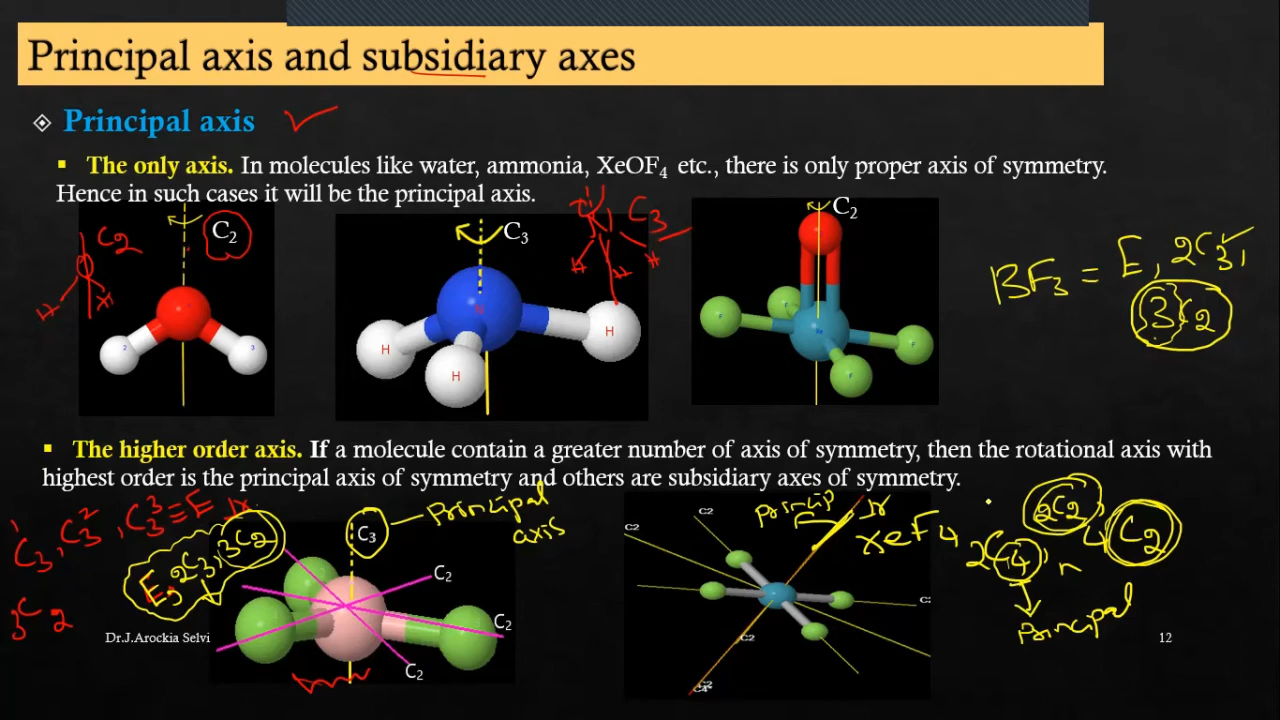 Principal axis and subsidiary axes
Principal axis
The only axis. In molecules like water, ammonia, XeOF₄ etc., there is only proper axis of symmetry.
Hence in such cases it will be the principal axis.
C2
C₂
H
H
C₃
N
H
H
H
C3
H
H
H
C₂
F
F
F
F
BF3 = E, 2C3,
3C2
The higher order axis. If a molecule contain a greater number of axis of symmetry, then the rotational axis with
highest order is the principal axis of symmetry and others are subsidiary axes of symmetry.
C3¹, C3², C3³≡E
3C2
E, 2C3, 3C2
C₃
Principal
axis
C₂
C₂
C₂
Dr.J.Arockia Selvi
C2
C2
C2
C2
C2
Princip
XeF4
2C4,
2C2
C2
Principal
12